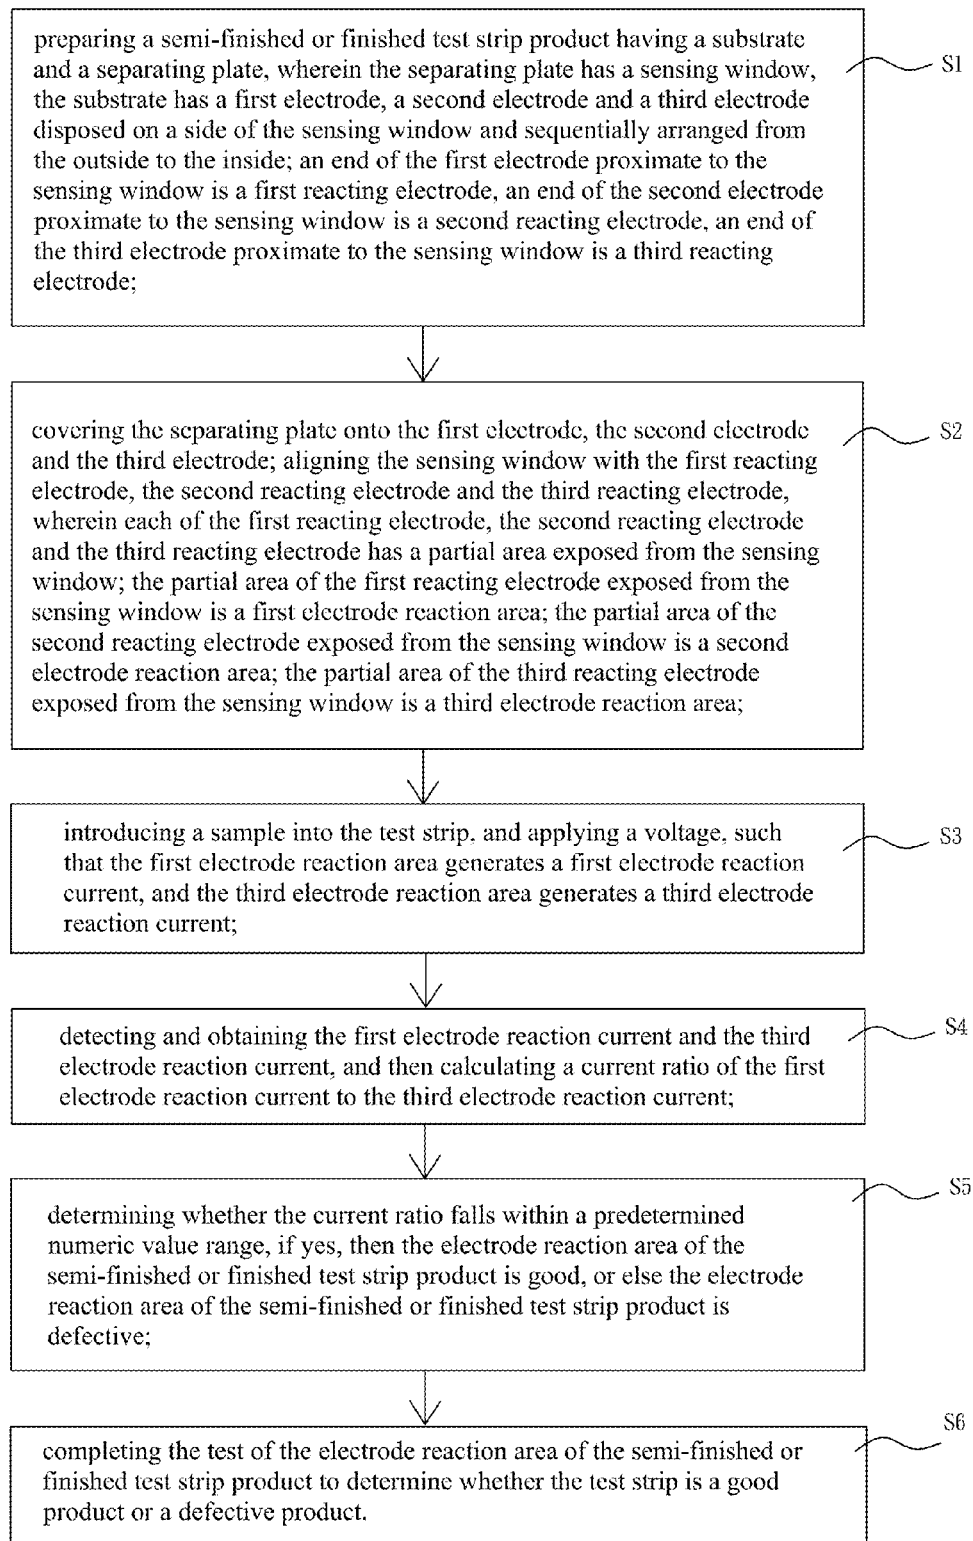 preparing a semi-finished or finished test strip product having a substrate
and a separating plate, wherein the separating plate has a sensing window,
the substrate has a first electrode, a second electrode and a third electrode
disposed on a side of the sensing window and sequentially arranged from
the outside to the inside; an end of the first electrode proximate to the
sensing window is a first reacting electrode, an end of the second electrode
proximate to the sensing window is a second reacting electrode, an end of
the third electrode proximate to the sensing window is a third reacting
electrode;
S1
covering the separating plate onto the first electrode, the second electrode
and the third electrode; aligning the sensing window with the first reacting
electrode, the second reacting electrode and the third reacting electrode,
wherein each of the first reacting electrode, the second reacting electrode
and the third reacting electrode has a partial area exposed from the sensing
window; the partial area of the first reacting electrode exposed from the
sensing window is a first electrode reaction area; the partial area of the
second reacting electrode exposed from the sensing window is a second
electrode reaction area; the partial area of the third reacting electrode
exposed from the sensing window is a third electrode reaction area;
S2
introducing a sample into the test strip, and applying a voltage, such
that the first electrode reaction area generates a first electrode reaction
current, and the third electrode reaction area generates a third electrode
reaction current;
S3
detecting and obtaining the first electrode reaction current and the third
electrode reaction current, and then calculating a current ratio of the first
electrode reaction current to the third electrode reaction current;
S4
determining whether the current ratio falls within a predetermined
numeric value range, if yes, then the electrode reaction area of the
semi-finished or finished test strip product is good, or else the electrode
reaction area of the semi-finished or finished test strip product is
defective;
S5
completing the test of the electrode reaction area of the semi-finished or
finished test strip product to determine whether the test strip is a good
product or a defective product.
S6